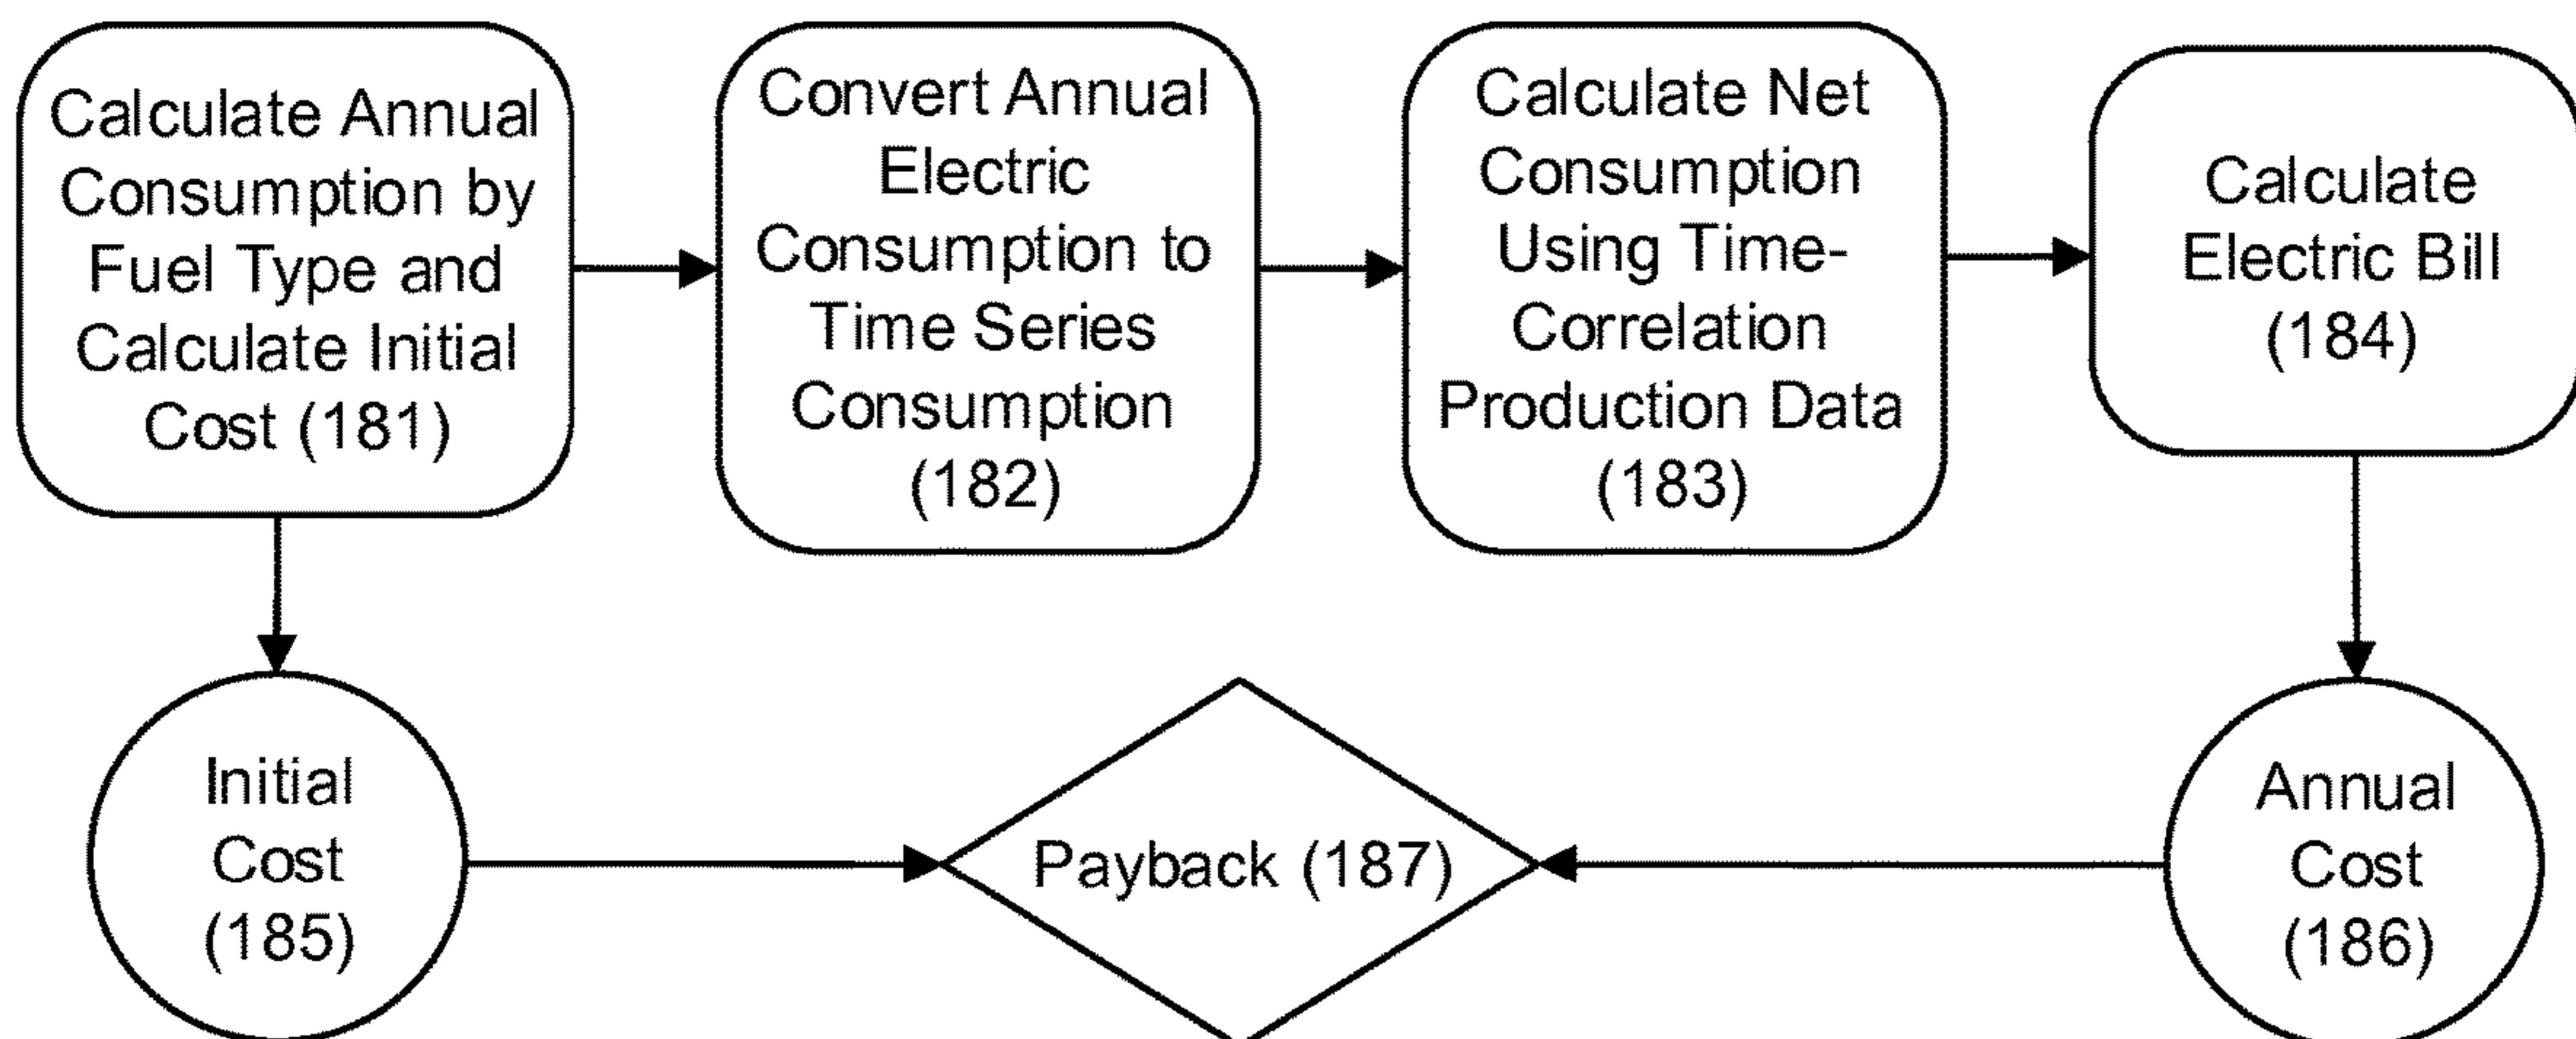 Calculate Annual
Consumption by
Fuel Type and
Calculate Initial
Cost (181)
Convert Annual
Electric
Consumption to
Time Series
Consumption
(182)
Calculate Net
Consumption
Using Time-
Correlation
Production Data
(183)
Calculate
Electric Bill
(184)
Initial
Cost
(185)
Payback (187)
Annual
Cost
(186)